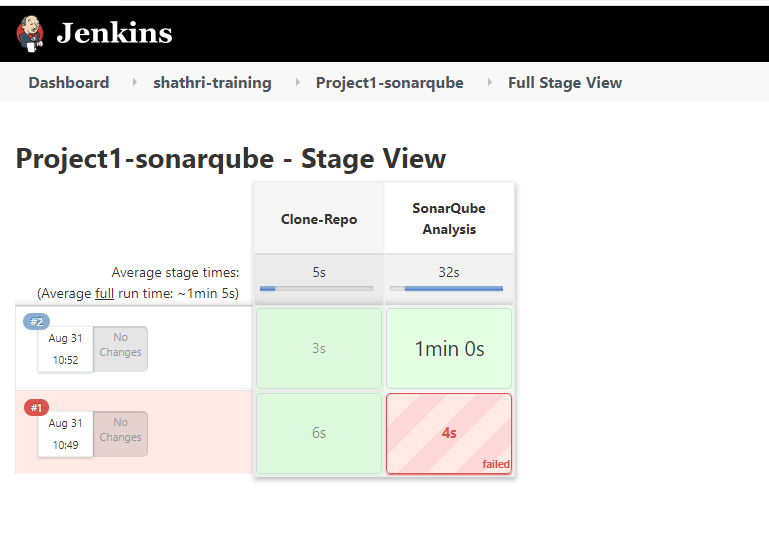 Jenkins
Dashboard shathri-training Project1-sonarqube Full Stage View
Project1-sonarqube - Stage View
Clone-Repo
SonarQube
Analysis
Average stage times:
(Average full run time: ~1min 5s)
5s
32s
#2
Aug 31
10:52
No
Changes
3s
1min 0s
#1
Aug 31
10:49
No
Changes
6s
4s
failed